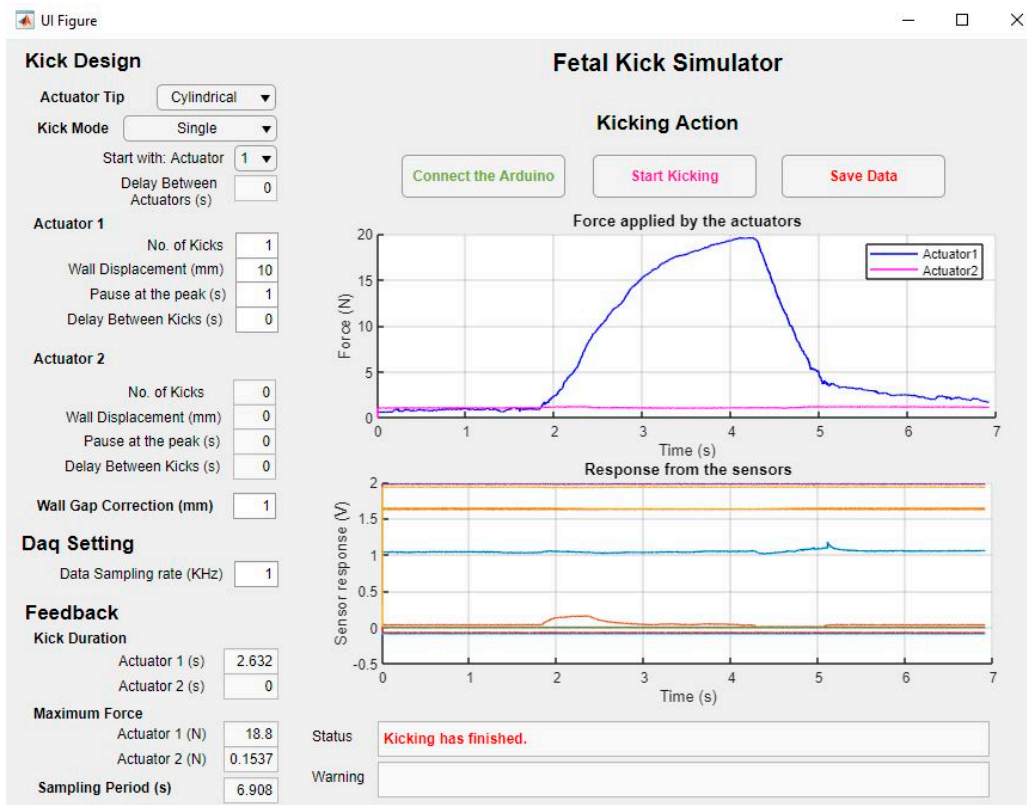 UI Figure
Kick Design
Actuator Tip Cylindrical
Kick Mode Single
Start with: Actuator 1
Delay Between
Actuators (s) 0
Actuator 1
No. of Kicks 1
Wall Displacement (mm) 10
Pause at the peak (s) 1
Delay Between Kicks (s) 0
Actuator 2
No. of Kicks 0
Wall Displacement (mm) 0
Pause at the peak (s) 0
Delay Between Kicks (s) 0
Wall Gap Correction (mm) 1
Daq Setting
Data Sampling rate (KHz) 1
Feedback
Kick Duration
Actuator 1 (s) 2.632
Actuator 2 (s) 0
Maximum Force
Actuator 1 (N) 18.8
Actuator 2 (N) 0.1537
Sampling Period (s) 6.908
Fetal Kick Simulator
Kicking Action
Connect the Arduino Start Kicking Save Data
Force applied by the actuators
20
15
10
5
0
Force (N)
Actuator1
Actuator2
0 1 2 3 4 5 6 7
Time (s)
Response from the sensors
2
1.5
1
0.5
0
-0.5
Sensor response (V)
0 1 2 3 4 5 6 7
Time (s)
Status Kicking has finished.
Warning